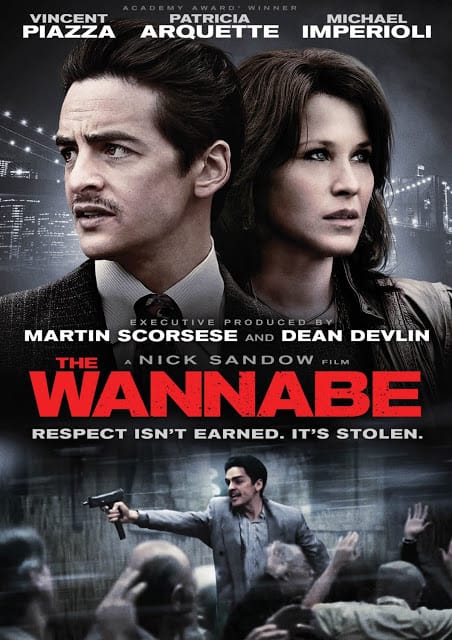 ACADEMY AWARD® WINNER
VINCENT PIAZZA
PATRICIA ARQUETTE
MICHAEL IMPERIOLI
EXECUTIVE PRODUCED BY
MARTIN SCORSESE AND DEAN DEVLIN
A NICK SANDOW FILM
THE
WANNABE
RESPECT ISN'T EARNED. IT'S STOLEN.